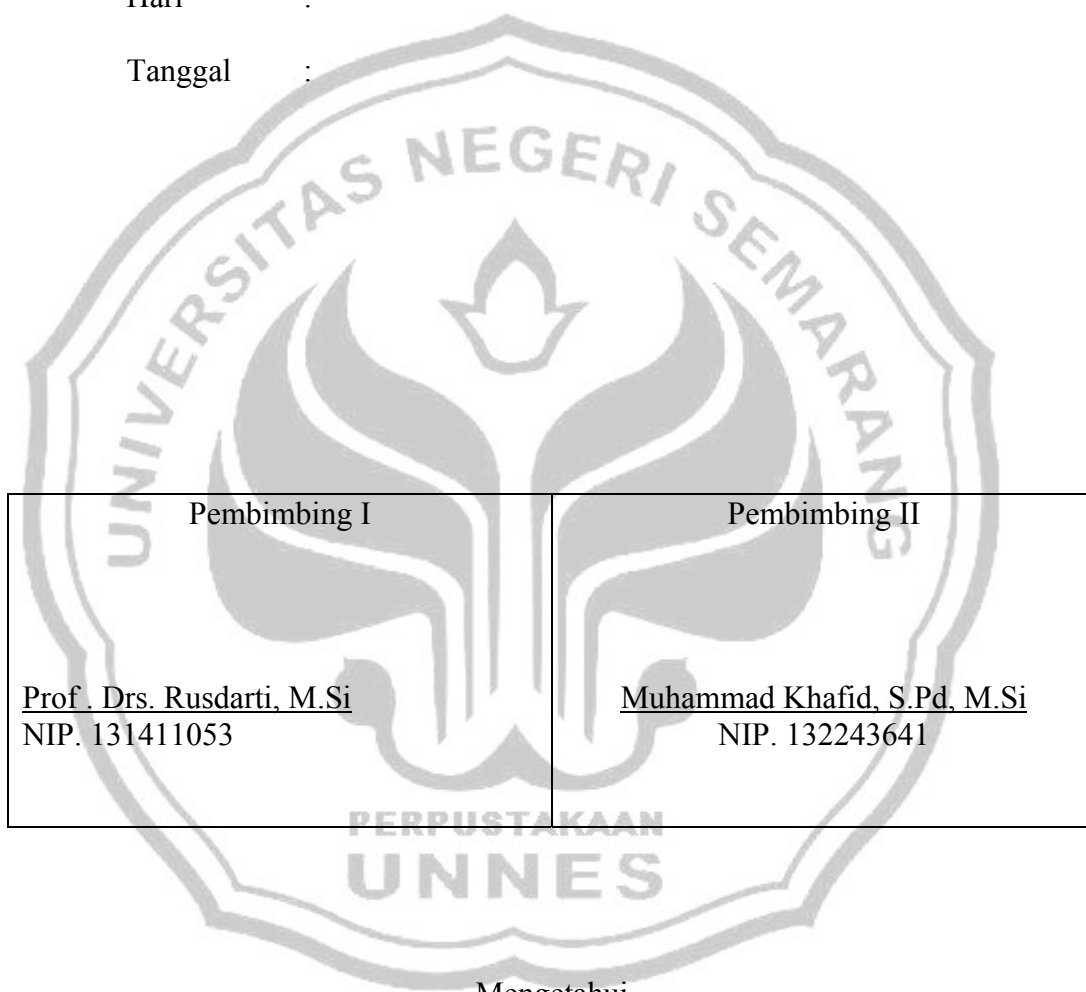 Hari :
Tanggal :
UNIVERSITAS NEGERI SEMARANG
Pembimbing I
Pembimbing II
Prof . Drs. Rusdarti, M.Si
NIP. 131411053
Muhammad Khafid, S.Pd, M.Si
NIP. 132243641
PERPUSTAKAAN
UNNES
Mengetahui